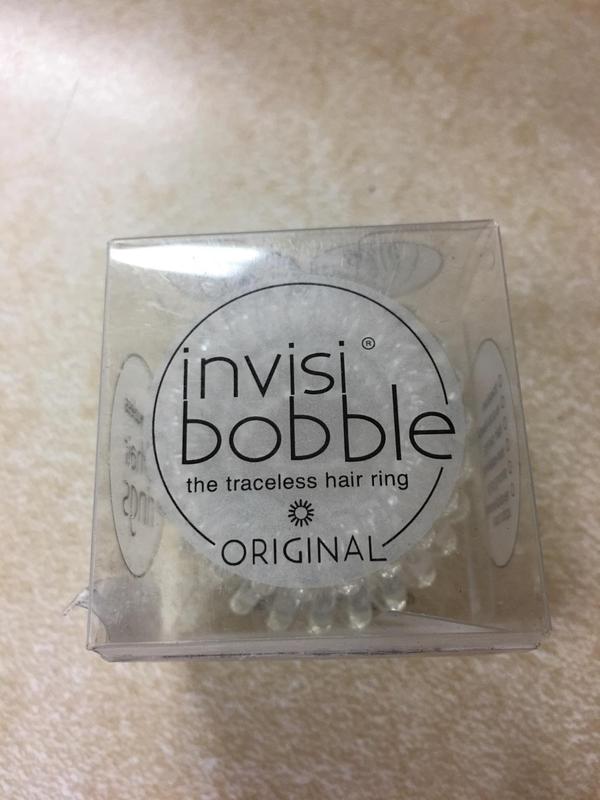 invisi®
bobble
the traceless hair ring
ORIGINAL